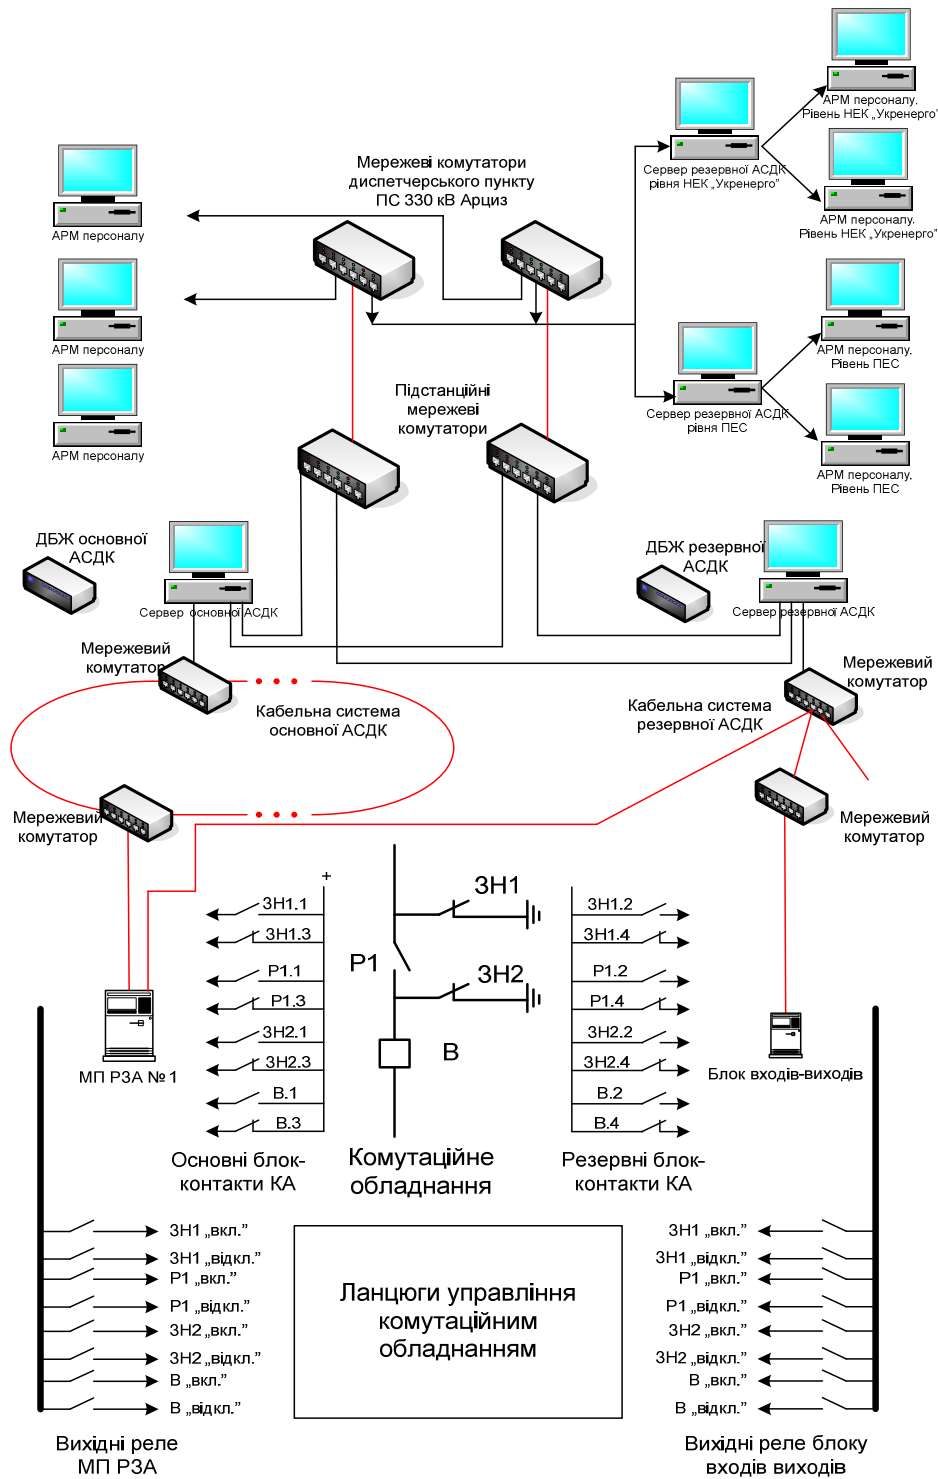 АРМ персоналу.
Рівень НЕК „Укренерго”
Мережеві комутатори
диспетчерського пункту
ПС 330 кВ Арциз
Сервер резервної АСДК
рівня НЕК „Укренерго”
АРМ персоналу
АРМ персоналу.
Рівень НЕК „Укренерго”
АРМ персоналу
АРМ персоналу.
Рівень ПЕС
Підстанційні
мережеві
комутатори
Сервер резервної АСДК
рівня ПЕС
АРМ персоналу
АРМ персоналу.
Рівень ПЕС
ДБЖ основної
АСДК
ДБЖ резервної
АСДК
Сервер основної АСДК
Сервер резервної АСДК
Мережевий
комутатор
Мережевий
комутатор
Кабельна система
основної АСДК
Кабельна система
резервної АСДК
Мережевий
комутатор
Мережевий
комутатор
+
ЗН1
ЗН1.1
ЗН1.2
ЗН1.3
ЗН1.4
Р1
Р1.1
ЗН2
Р1.2
Р1.3
Р1.4
ЗН2.1
ЗН2.2
В
ЗН2.3
ЗН2.4
МП РЗА №1
Блок входів-виходів
В.1
В.2
В.3
В.4
Основні блок-
контакти КА
Комутаційне
обладнання
Резервні блок-
контакти КА
ЗН1 „вкл.”
ЗН1 „відкл.”
Р1 „вкл.”
Р1 „відкл.”
ЗН2 „вкл.”
ЗН2 „відкл.”
В „вкл.”
В „відкл.”
Ланцюги управління
комутаційним
обладнанням
ЗН1 „вкл.”
ЗН1 „відкл.”
Р1 „вкл.”
Р1 „відкл.”
ЗН2 „вкл.”
ЗН2 „відкл.”
В „вкл.”
В „відкл.”
Вихідні реле
МП РЗА
Вихідні реле блоку
входів виходів